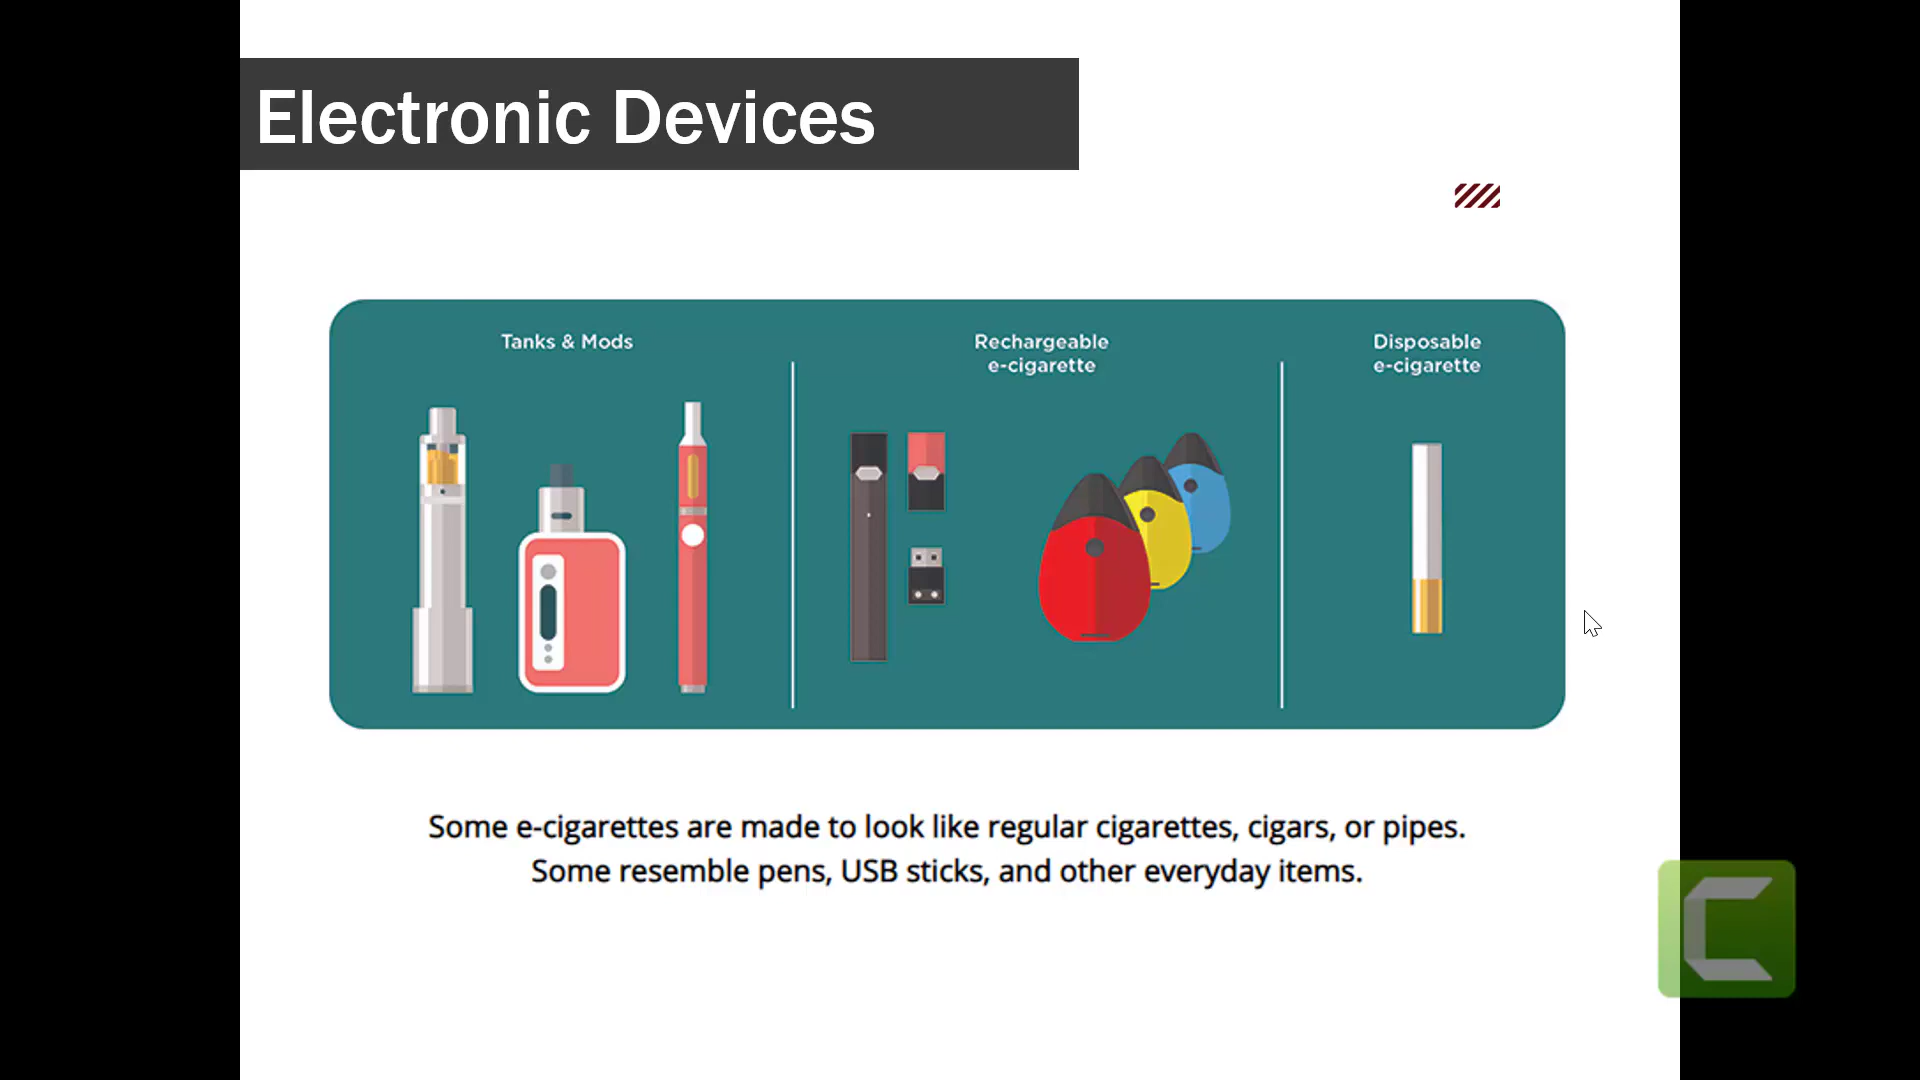 Electronic Devices
Tanks & Mods
Rechargeable
e-cigarette
Disposable
e-cigarette
Some e-cigarettes are made to look like regular cigarettes, cigars, or pipes.
Some resemble pens, USB sticks, and other everyday items.